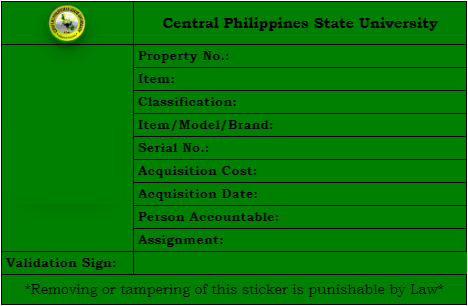 Central Philippines State University
Property No.:
Item:
Classification:
Item/Model/Brand:
Serial No.:
Acquisition Cost:
Acquisition Date:
Person Accountable:
Assignment:
Validation Sign:
*Removing or tampering of this sticker is punishable by Law*